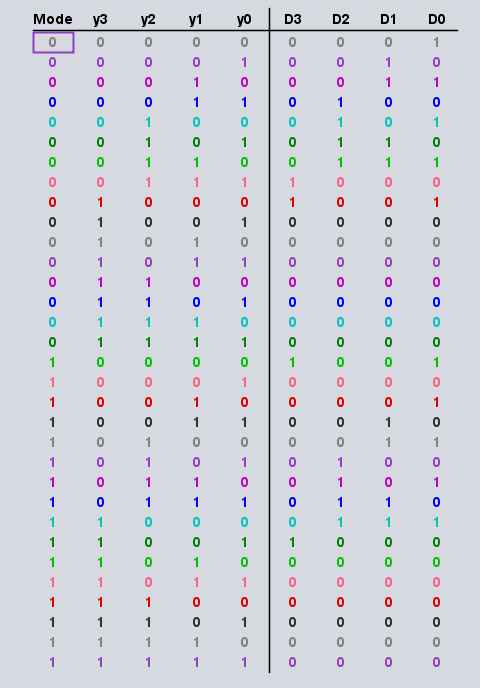 Mode y3 y2 y1 y0 D3 D2 D1 D0
0 0 0 0 0 0 0 0 1
0 0 0 0 1 0 0 1 0
0 0 0 1 0 0 0 1 1
0 0 0 1 1 0 1 0 0
0 0 1 0 0 0 1 0 1
0 0 1 0 1 0 1 1 0
0 0 1 1 0 0 1 1 1
0 0 1 1 1 1 0 0 0
0 1 0 0 0 1 0 0 1
0 1 0 0 1 0 0 0 0
0 1 0 1 0 0 0 0 0
0 1 0 1 1 0 0 0 0
0 1 1 0 0 0 0 0 0
0 1 1 0 1 0 0 0 0
0 1 1 1 0 0 0 0 0
0 1 1 1 1 0 0 0 0
1 0 0 0 0 1 0 0 1
1 0 0 0 1 0 0 0 0
1 0 0 1 0 0 0 0 1
1 0 0 1 1 0 0 1 0
1 0 1 0 0 0 0 1 1
1 0 1 0 1 0 1 0 0
1 0 1 1 0 0 1 0 1
1 0 1 1 1 0 1 1 0
1 1 0 0 0 0 1 1 1
1 1 0 0 1 1 0 0 0
1 1 0 1 0 0 0 0 0
1 1 0 1 1 0 0 0 0
1 1 1 0 0 0 0 0 0
1 1 1 0 1 0 0 0 0
1 1 1 1 0 0 0 0 0
1 1 1 1 1 0 0 0 0